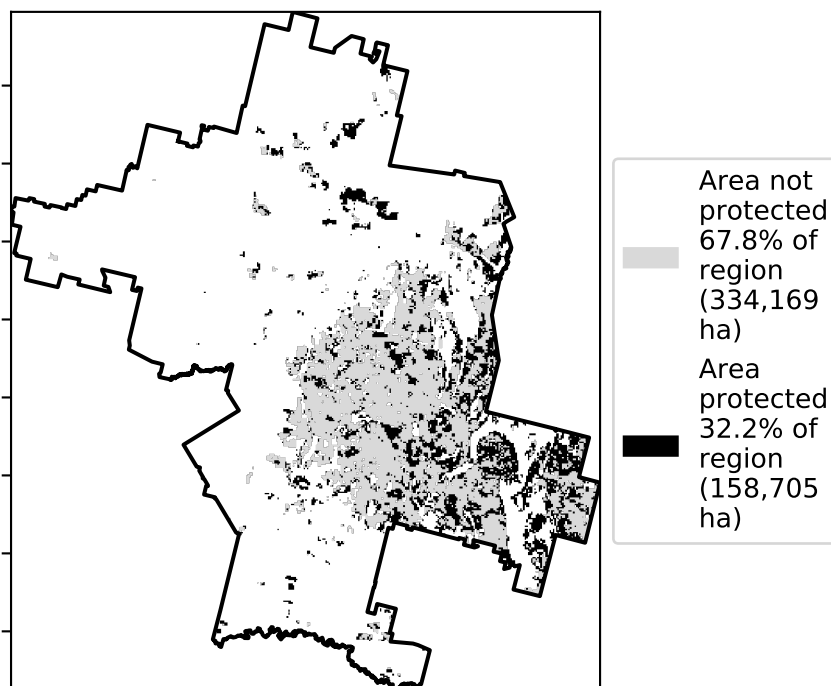 Area not
protected
67.8% of
region
(334,169
ha)
Area
protected
32.2% of
region
(158,705
ha)